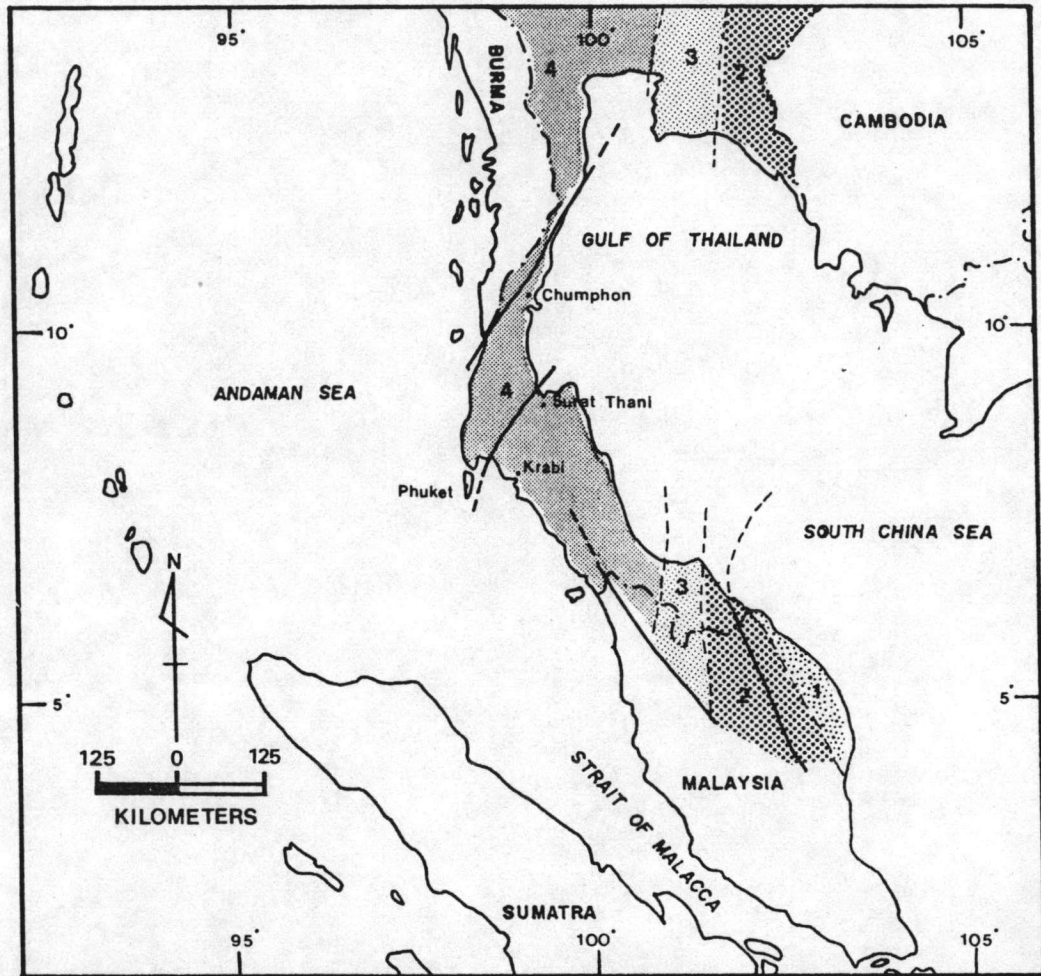 95°
100°
105°
BURMA
4
3
2
CAMBODIA
GULF OF THAILAND
Chumphon
10°
10°
ANDAMAN SEA
4
Surat Thani
Krabi
Phuket
SOUTH CHINA SEA
N
3
2
1
5°
5°
125 0 125
KILOMETERS
MALAYSIA
STRAIT OF MALACCA
SUMATRA
95°
100°
105°